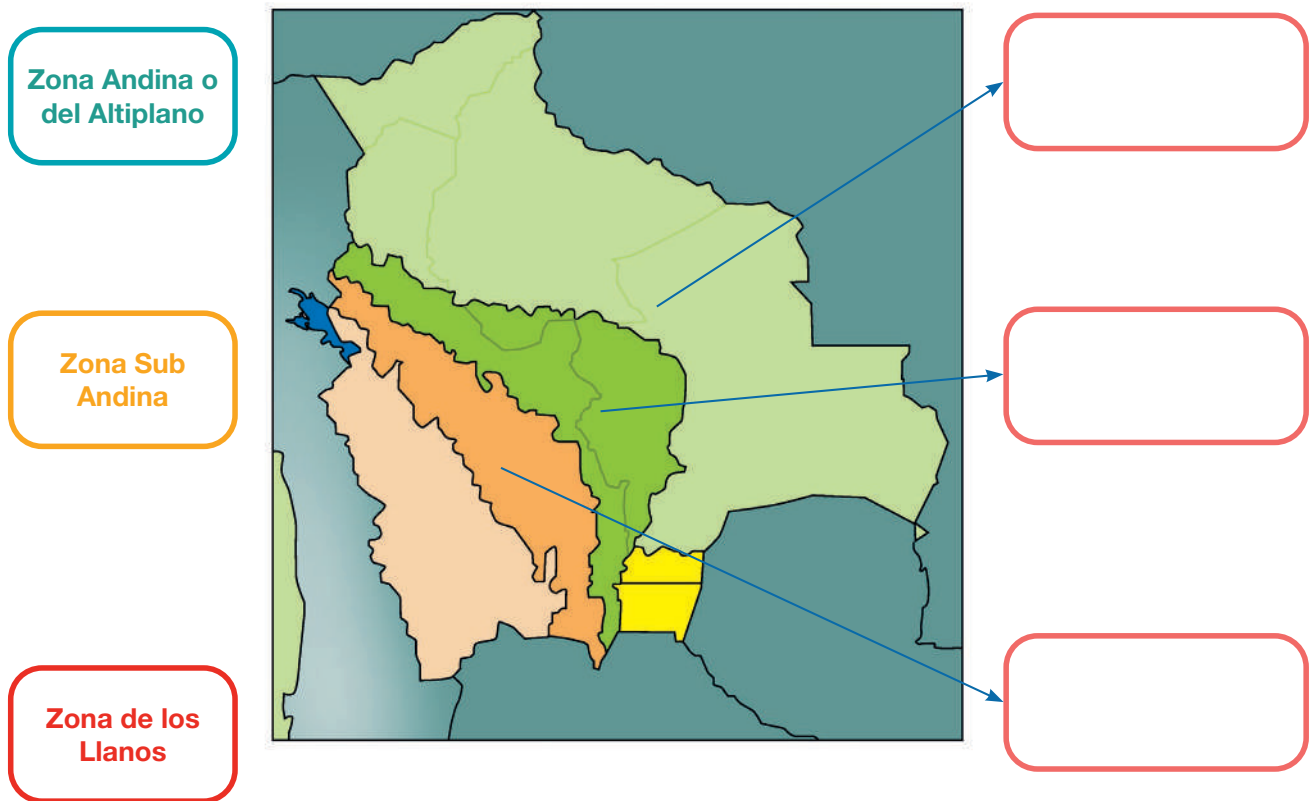 Zona Andina o
del Altiplano
Zona Sub
Andina
Zona de los
Llanos